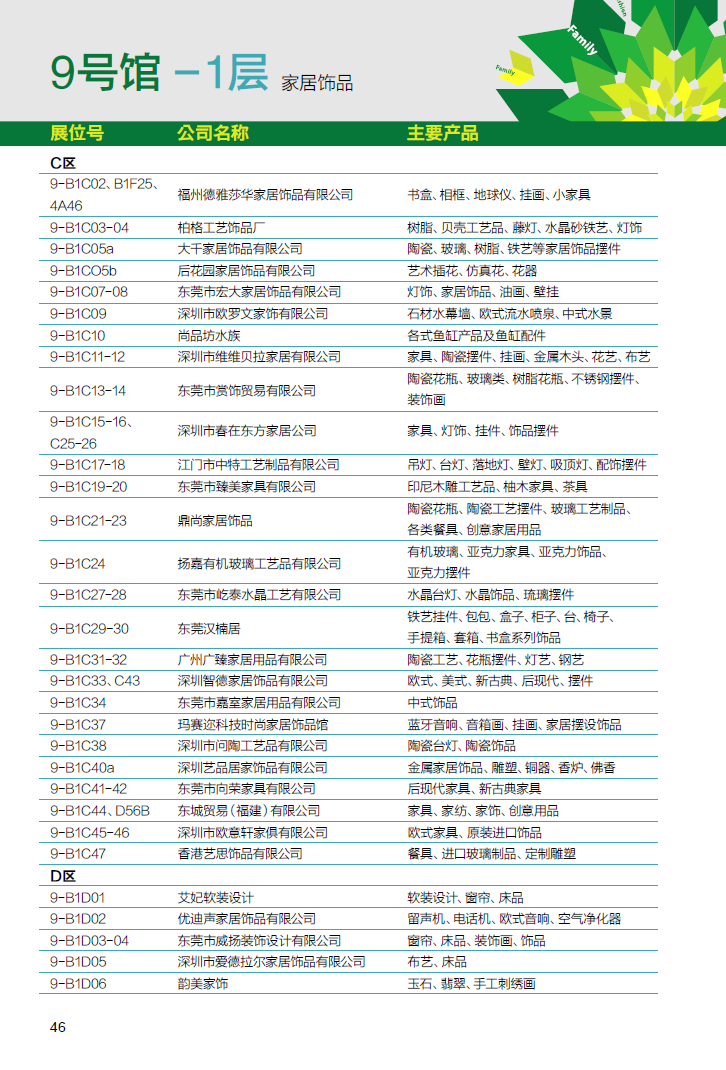 Family
Family
9号馆 -1层 家居饰品
展位号 公司名称 主要产品
C区
9-B1C02、B1F25、
4A46 福州德雅莎华家居饰品有限公司 书盒、相框、地球仪、挂画、小家具
9-B1C03-04 柏格工艺饰品厂 树脂、贝壳工艺品、藤灯、水晶砂铁艺、灯饰
9-B1C05a 大千家居饰品有限公司 陶瓷、玻璃、树脂、铁艺等家居饰品摆件
9-B1CO5b 后花园家居饰品有限公司 艺术插花、仿真花、花器
9-B1C07-08 东莞市宏大家居饰品有限公司 灯饰、家居饰品、油画、壁挂
9-B1C09 深圳市欧罗文家饰有限公司 石材水幕墙、欧式流水喷泉、中式水景
9-B1C10 尚品坊水族 各式鱼缸产品及鱼缸配件
9-B1C11-12 深圳市维维贝拉家居有限公司 家具、陶瓷摆件、挂画、金属木头、花艺、布艺
9-B1C13-14 东莞市赏饰贸易有限公司 陶瓷花瓶、玻璃类、树脂花瓶、不锈钢摆件、
装饰画
9-B1C15-16、
C25-26 深圳市春在东方家居公司 家具、灯饰、挂件、饰品摆件
9-B1C17-18 江门市中特工艺制品有限公司 吊灯、台灯、落地灯、壁灯、吸顶灯、配饰摆件
9-B1C19-20 东莞市臻美家具有限公司 印尼木雕工艺品、柚木家具、茶具
9-B1C21-23 鼎尚家居饰品 陶瓷花瓶、陶瓷工艺摆件、玻璃工艺制品、
各类餐具、创意家居用品
9-B1C24 扬嘉有机玻璃工艺品有限公司 有机玻璃、亚克力家具、亚克力饰品、
亚克力摆件
9-B1C27-28 东莞市屹泰水晶工艺有限公司 水晶台灯、水晶饰品、琉璃摆件
9-B1C29-30 东莞汉楠居 铁艺挂件、包包、盒子、柜子、台、椅子、
手提箱、套箱、书盒系列饰品
9-B1C31-32 广州广臻家居用品有限公司 陶瓷工艺、花瓶摆件、灯艺、钢艺
9-B1C33、C43 深圳智德家居饰品有限公司 欧式、美式、新古典、后现代、摆件
9-B1C34 东莞市嘉室家居用品有限公司 中式饰品
9-B1C37 玛赛迩科技时尚家居饰品馆 蓝牙音响、音箱画、挂画、家居摆设饰品
9-B1C38 深圳市问陶工艺品有限公司 陶瓷台灯、陶瓷饰品
9-B1C40a 深圳艺品居家饰品有限公司 金属家居饰品、雕塑、铜器、香炉、佛香
9-B1C41-42 东莞市向荣家具有限公司 后现代家具、新古典家具
9-B1C44、D56B 东城贸易（福建）有限公司 家具、家纺、家饰、创意用品
9-B1C45-46 深圳市欧意轩家俱有限公司 欧式家具、原装进口饰品
9-B1C47 香港艺思饰品有限公司 餐具、进口玻璃制品、定制雕塑
D区
9-B1D01 艾妃软装设计 软装设计、窗帘、床品
9-B1D02 优迪声家居饰品有限公司 留声机、电话机、欧式音响、空气净化器
9-B1D03-04 东莞市威扬装饰设计有限公司 窗帘、床品、装饰画、饰品
9-B1D05 深圳市爱德拉尔家居饰品有限公司 布艺、床品
9-B1D06 韵美家饰 玉石、翡翠、手工刺绣画
46